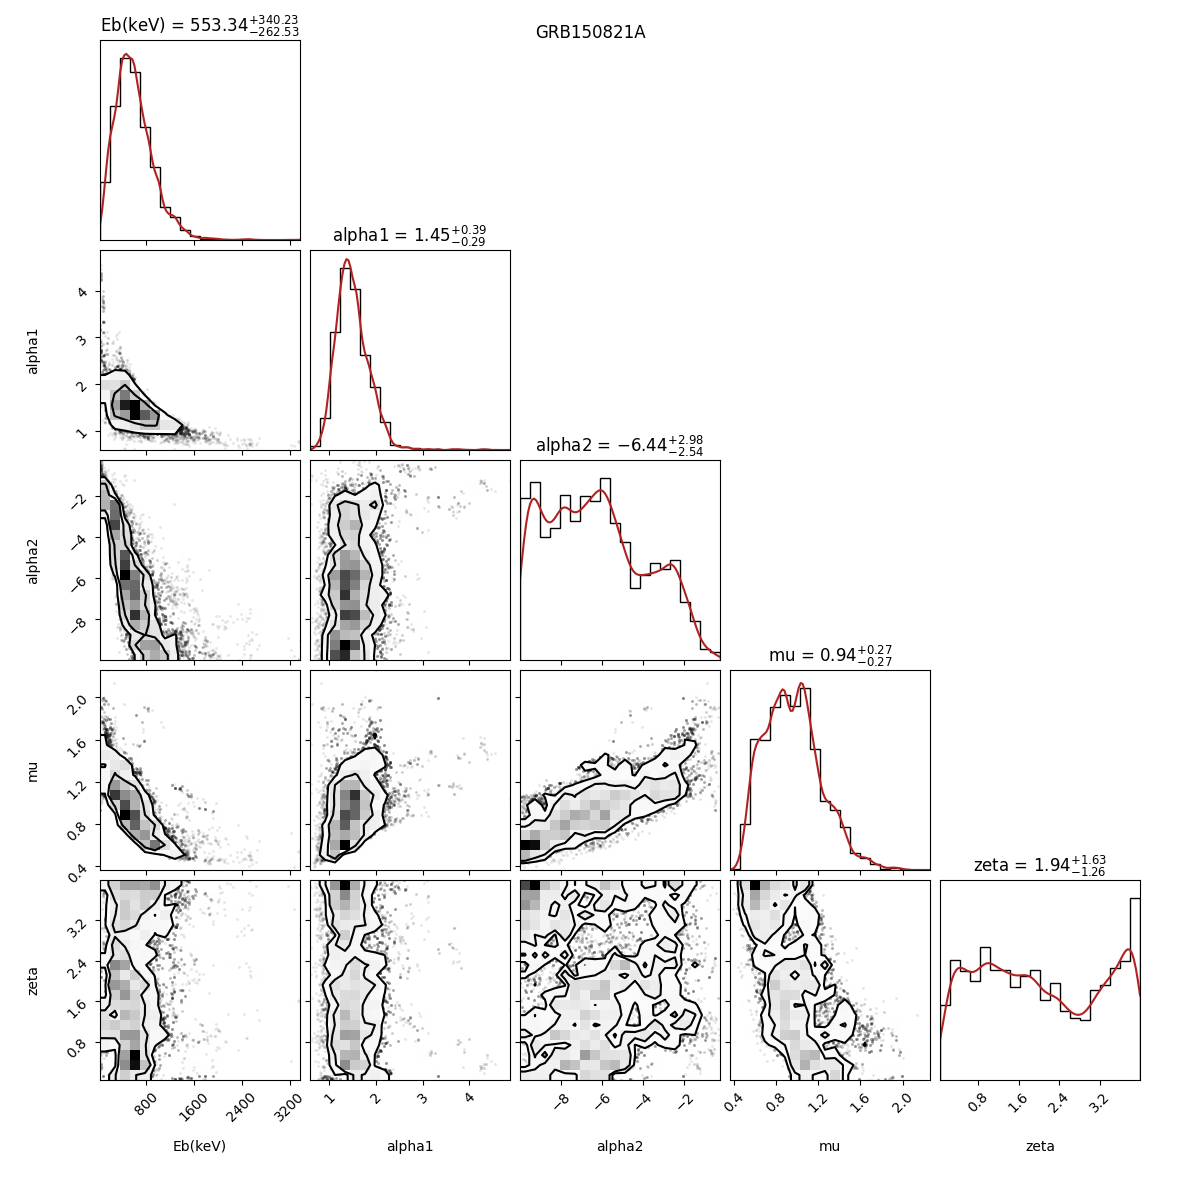 Eb(keV) = 553.34^{+340.23}_{−262.53}
GRB150821A
alpha1 = 1.45^{+0.39}_{−0.29}
4
3
2
1
alpha1
alpha2 = −6.44^{+2.98}_{−2.54}
−2
−4
−6
−8
alpha2
mu = 0.94^{+0.27}_{−0.27}
2.0
1.6
1.2
0.8
0.4
mu
zeta = 1.94^{+1.63}_{−1.26}
3.2
2.4
1.6
0.8
zeta
800 1600 2400 3200
1 2 3 4
−8 −6 −4 −2
0.4 0.8 1.2 1.6 2.0
0.8 1.6 2.4 3.2
Eb(keV)
alpha1
alpha2
mu
zeta